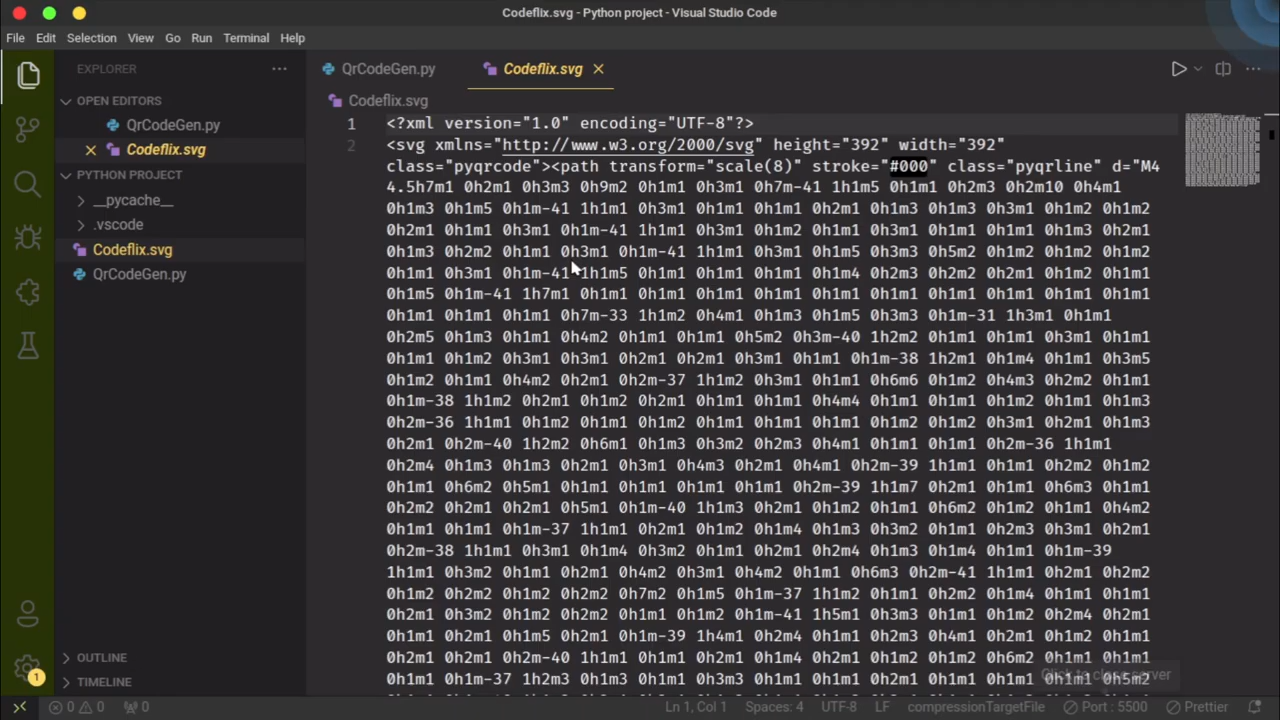 Codeflix.svg - Python project - Visual Studio Code
File Edit Selection View Go Run Terminal Help
EXPLORER
QrCodeGen.py
Codeflix.svg
OPEN EDITORS
QrCodeGen.py
Codeflix.svg
PYTHON PROJECT
__pycache__
.vscode
Codeflix.svg
QrCodeGen.py
OUTLINE
TIMELINE
1
Codeflix.svg
1 <?xml version="1.0" encoding="UTF-8"?>
2 <svg xmlns="http://www.w3.org/2000/svg" height="392" width="392"
class="pyqrcode"><path transform="scale(8)" stroke="#000" class="pyqrline" d="M4
4.5h7m1 0h2m1 0h3m3 0h9m2 0h1m1 0h3m1 0h7m-41 1h1m5 0h1m1 0h2m3 0h2m10 0h4m1
0h1m3 0h1m5 0h1m-41 1h1m1 0h3m1 0h1m1 0h1m1 0h2m1 0h1m3 0h1m3 0h3m1 0h1m2 0h1m2
0h2m1 0h1m1 0h3m1 0h1m-41 1h1m1 0h3m1 0h1m2 0h1m1 0h3m1 0h1m1 0h1m1 0h1m3 0h2m1
0h1m3 0h2m2 0h1m1 0h3m1 0h1m-41 1h1m1 0h3m1 0h1m5 0h3m3 0h5m2 0h1m2 0h1m1 0h2m1
0h1m1 0h3m1 0h1m-41 1h1m5 0h1m1 0h1m1 0h1m1 0h1m4 0h2m3 0h2m2 0h2m1 0h1m2 0h1m1
0h1m5 0h1m-41 1h7m1 0h1m1 0h1m1 0h1m1 0h1m1 0h1m1 0h1m1 0h1m1 0h1m1 0h1m1 0h1m1
0h1m1 0h1m1 0h1m1 0h7m-33 1h1m2 0h4m1 0h1m3 0h1m5 0h3m3 0h1m-31 1h3m1 0h1m1
0h2m5 0h1m3 0h1m1 0h4m2 0h1m1 0h1m1 0h5m2 0h3m-40 1h2m2 0h1m1 0h1m1 0h3m1 0h1m1
0h1m1 0h1m2 0h3m1 0h3m1 0h2m1 0h2m1 0h3m1 0h1m1 0h1m-38 1h2m1 0h1m4 0h1m1 0h3m5
0h1m2 0h1m1 0h4m2 0h2m1 0h2m-37 1h1m2 0h3m1 0h1m1 0h6m6 0h1m2 0h4m3 0h2m2 0h1m1
0h1m-38 1h1m2 0h2m1 0h1m2 0h2m1 0h1m1 0h1m1 0h4m4 0h1m1 0h1m1 0h1m2 0h1m1 0h1m3
0h2m-36 1h1m1 0h1m2 0h1m1 0h1m2 0h1m1 0h1m1 0h1m1 0h1m1 0h1m2 0h1m2 0h3m1 0h1m3
0h2m1 0h2m-40 1h2m2 0h6m1 0h1m3 0h3m2 0h2m3 0h4m1 0h1m1 0h1m1 0h2m-36 1h1m1
0h2m4 0h1m3 0h1m3 0h2m1 0h3m1 0h4m3 0h2m1 0h4m1 0h2m-39 1h1m1 0h1m1 0h2m2 0h1m2
0h1m1 0h6m2 0h5m1 0h1m1 0h1m1 0h1m1 0h1m1 0h2m-39 1h1m7 0h2m1 0h1m1 0h6m3 0h1m1
0h2m2 0h2m1 0h2m1 0h5m1 0h1m-40 1h1m3 0h2m1 0h1m2 0h1m1 0h6m2 0h1m2 0h1m1 0h4m2
0h1m1 0h1m1 0h1m-37 1h1m1 0h2m1 0h1m2 0h1m4 0h1m3 0h3m2 0h1m1 0h2m3 0h3m1 0h2m1
0h2m-38 1h1m1 0h3m1 0h1m4 0h3m2 0h1m1 0h2m1 0h2m4 0h1m3 0h1m4 0h1m1 0h1m-39
1h1m1 0h3m2 0h1m1 0h2m1 0h4m2 0h3m1 0h4m2 0h1m1 0h6m3 0h2m-41 1h1m1 0h2m1 0h2m2
0h1m2 0h2m2 0h2m2 0h2m2 0h7m2 0h1m5 0h1m-37 1h1m2 0h1m1 0h2m1 0h1m4 0h1m1 0h1m1
0h2m1 0h3m2 0h1m2 0h2m1 0h1m2 0h1m-41 1h5m1 0h3m1 0h1m1 0h1m2 0h2m4 0h2m1
0h1m1 0h2m1 0h1m5 0h2m1 0h1m-39 1h4m1 0h2m4 0h1m1 0h2m3 0h4m1 0h2m1 0h1m2 0h1m1
0h2m1 0h2m1 0h2m-40 1h1m1 0h1m1 0h2m1 0h1m4 0h2m1 0h1m2 0h1m2 0h6m2 0h1m1 0h1m1
0h1m1 0h1m-37 1h2m3 0h1m1 0h3m1 0h1m1 0h3m1 0h1m1 0h1m1
Ln 1, Col 1 Spaces: 4 UTF-8 LF compressionTargetFile Port : 5500 Prettier
0 0 0